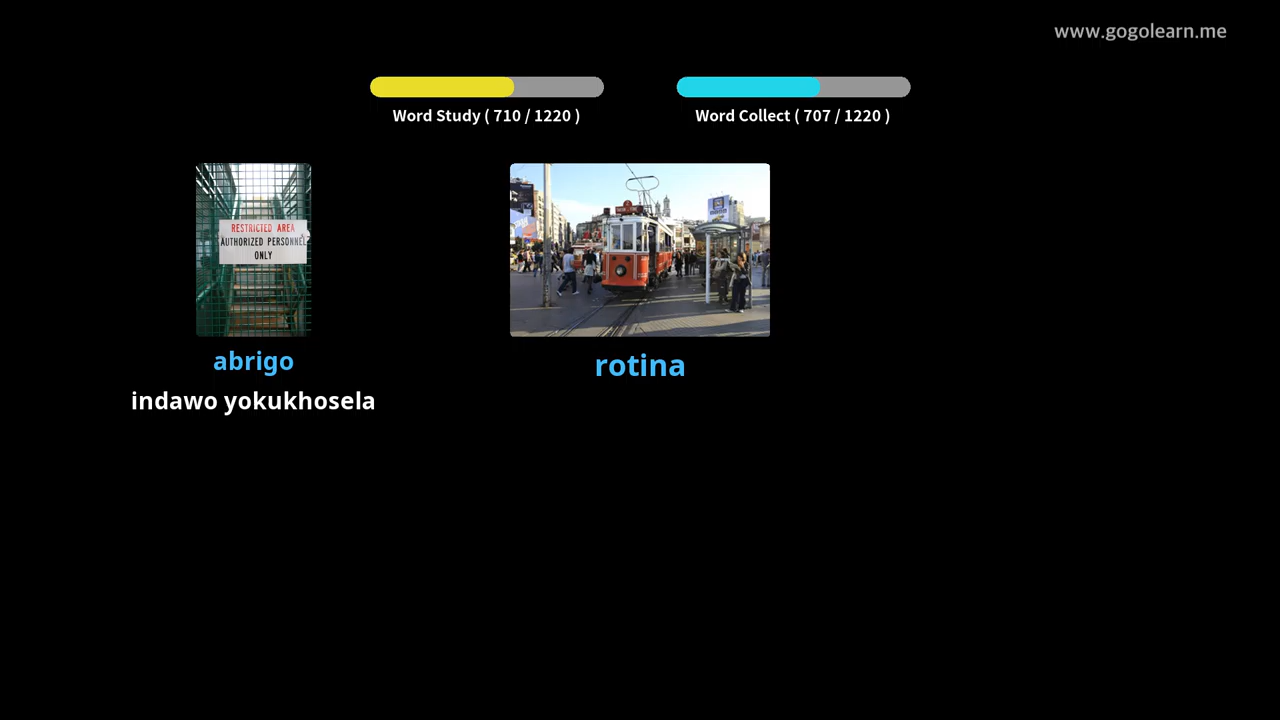 www.gogolearn.me
Word Study ( 710 / 1220 )
Word Collect ( 707 / 1220 )
RESTRICTED AREA
AUTHORIZED PERSONNEL
ONLY
abrigo
indawo yokukhosela
rotina